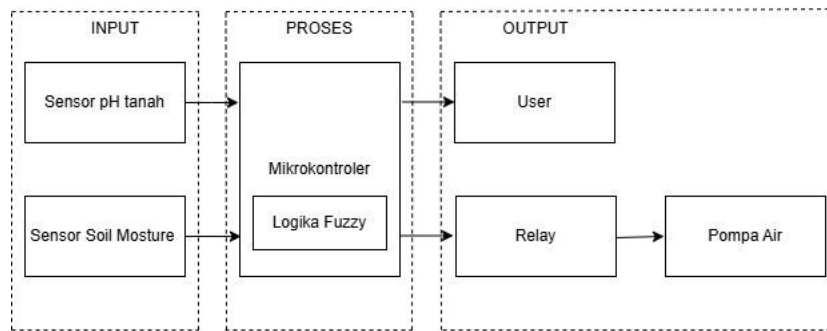 INPUT
PROSES
OUTPUT
Sensor pH tanah
User
Mikrokontroler
Logika Fuzzy
Sensor Soil Mosture
Relay
Pompa Air